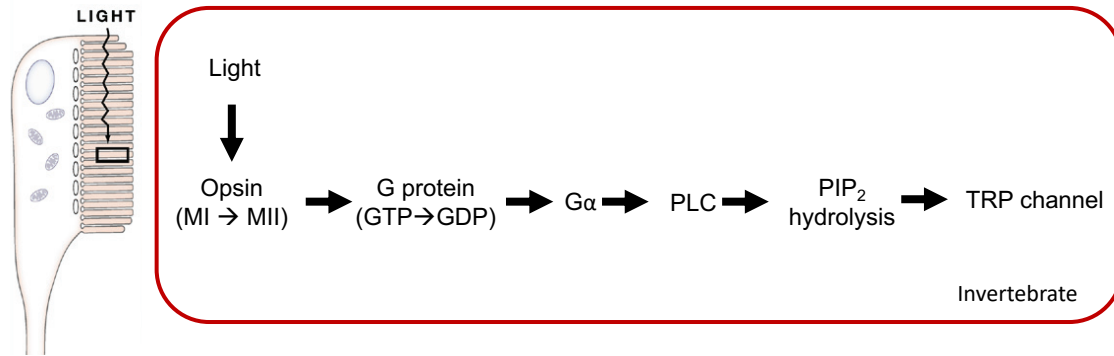 LIGHT
Light
Opsin
(MI → MII)
G protein
(GTP→GDP)
Gα
PLC
PIP₂
hydrolysis
TRP channel
Invertebrate